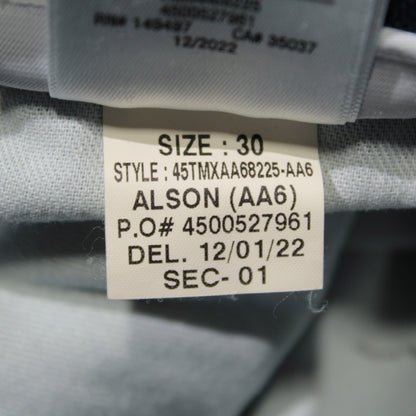 4500527961
RN# 149497 CA# 35037
12/2022
SIZE : 30
STYLE : 45TMXAA68225-AA6
ALSON (AA6)
P.O# 4500527961
DEL. 12/01/22
SEC- 01